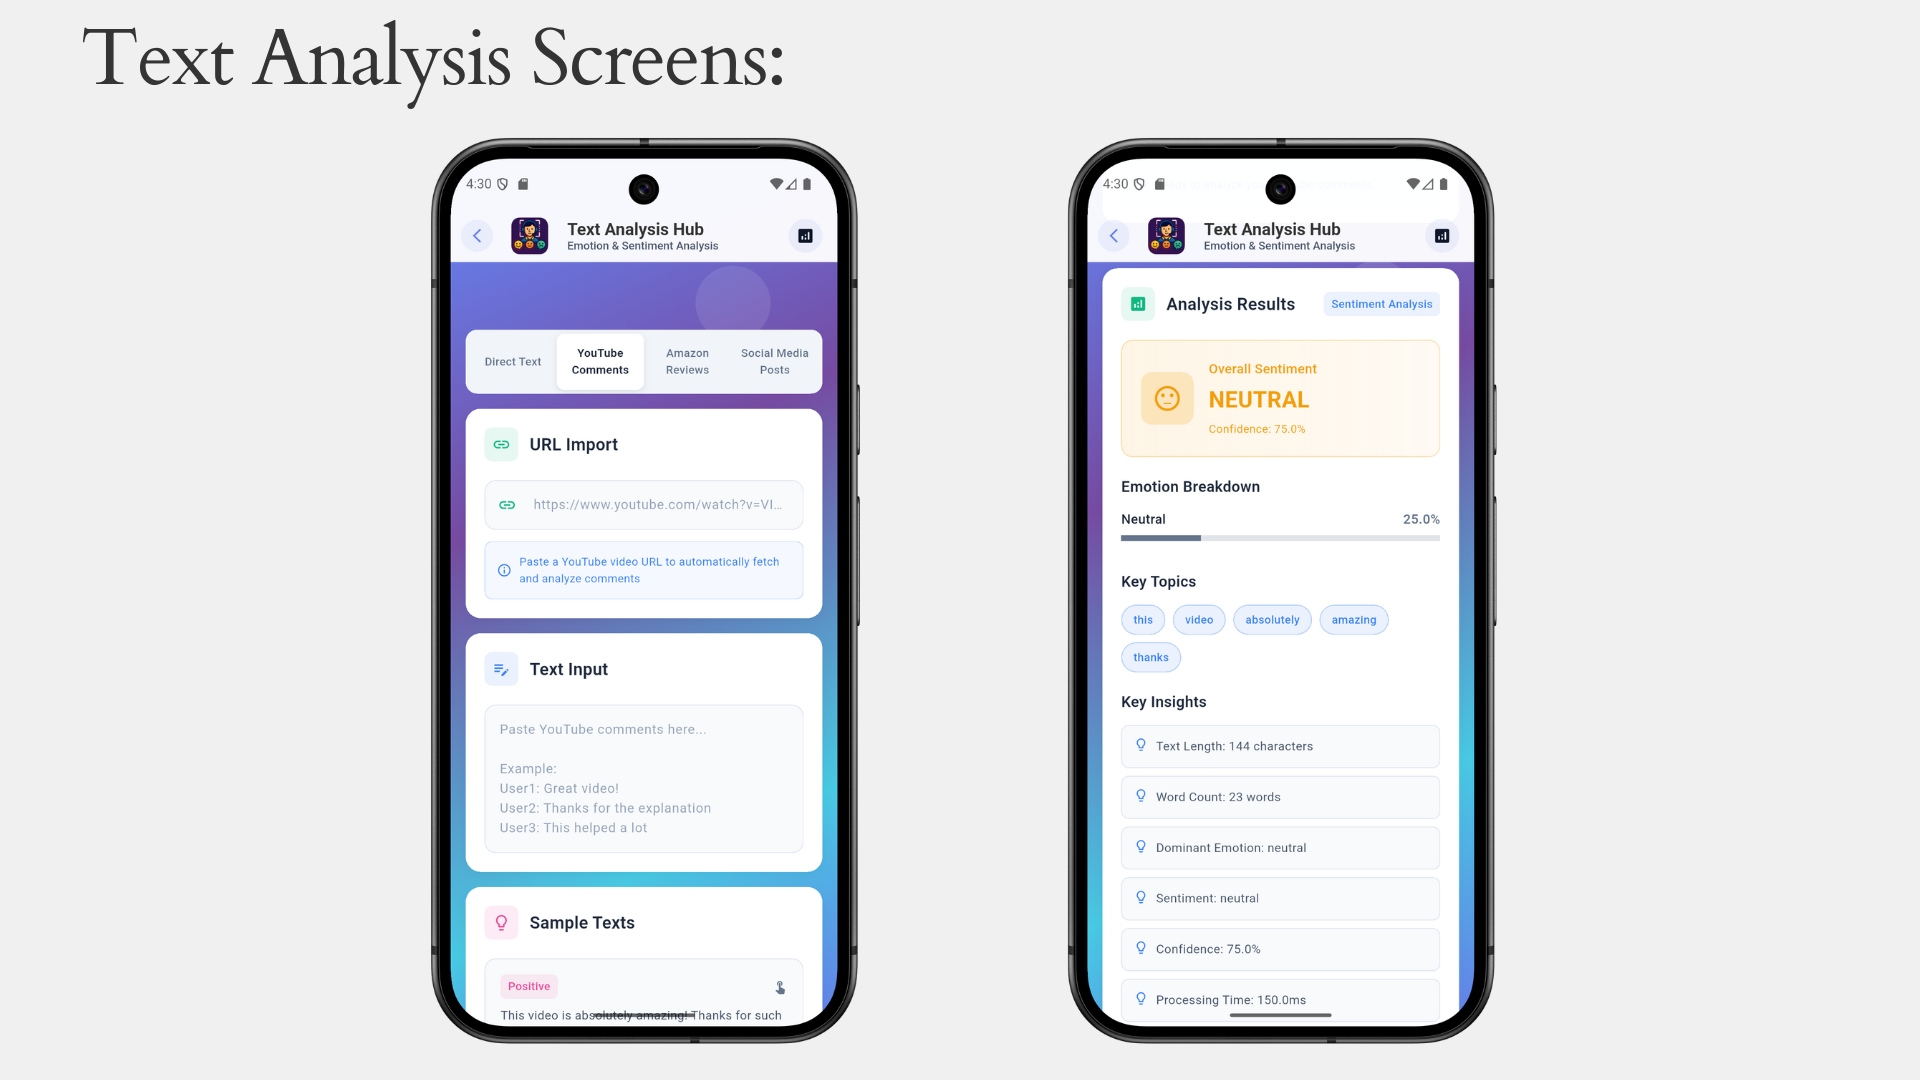 Text Analysis Screens:
4:30
Text Analysis Hub
Emotion & Sentiment Analysis
Direct Text
YouTube
Comments
Amazon
Reviews
Social Media
Posts
URL Import
https://www.youtube.com/watch?v=VI...
Paste a YouTube video URL to automatically fetch
and analyze comments
Text Input
Paste YouTube comments here...
Example:
User1: Great video!
User2: Thanks for the explanation
User3: This helped a lot
Sample Texts
Positive
This video is absolutely amazing! Thanks for such
4:30
Text Analysis Hub
Emotion & Sentiment Analysis
Analysis Results
Sentiment Analysis
Overall Sentiment
NEUTRAL
Confidence: 75.0%
Emotion Breakdown
Neutral 25.0%
Key Topics
this video absolutely amazing
thanks
Key Insights
Text Length: 144 characters
Word Count: 23 words
Dominant Emotion: neutral
Sentiment: neutral
Confidence: 75.0%
Processing Time: 150.0ms